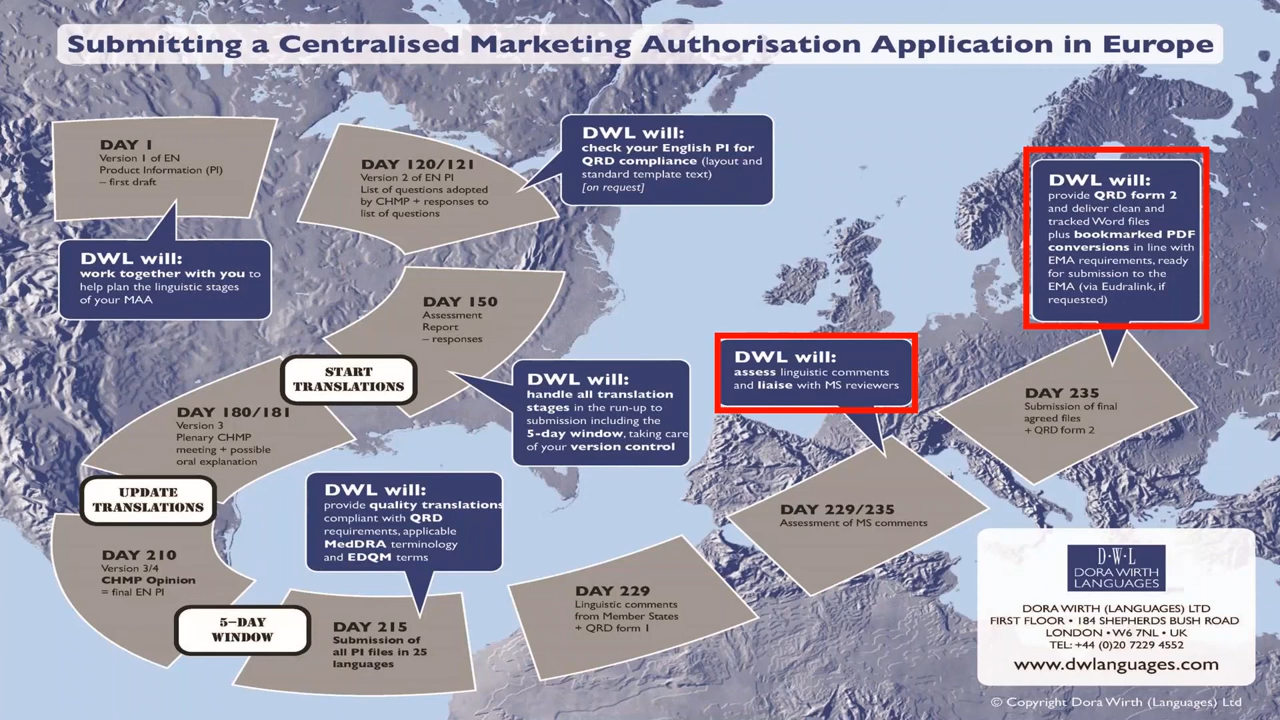 Submitting a Centralised Marketing Authorisation Application in Europe
DAY 1
Version 1 of EN
Product Information (PI)
– first draft
DWL will:
work together with you to
help plan the linguistic stages
of your MAA
DAY 120/121
Version 2 of EN PI
List of questions adopted
by CHMP + responses to
list of questions
DWL will:
check your English PI for
QRD compliance (layout and
standard template text)
[on request]
DAY 150
Assessment
Report
– responses
START
TRANSLATIONS
DWL will:
handle all translation
stages in the run-up to
submission including the
5-day window, taking care
of your version control
DAY 180/181
Version 3
Plenary CHMP
meeting + possible
oral explanation
UPDATE
TRANSLATIONS
DAY 210
Version 3/4
CHMP Opinion
= final EN PI
5–DAY
WINDOW
DWL will:
provide quality translations
compliant with QRD
requirements, applicable
MedDRA terminology
and EDQM terms
DAY 215
Submission of
all PI files in 25
languages
DAY 229
Linguistic comments
from Member States
+ QRD form 1
DWL will:
assess linguistic comments
and liaise with MS reviewers
DAY 229/235
Assessment of MS comments
DWL will:
provide QRD form 2
and deliver clean and
tracked Word files
plus bookmarked PDF
conversions in line with
EMA requirements, ready
for submission to the
EMA (via Eudralink, if
requested)
DAY 235
Submission of final
agreed files
+ QRD form 2
D•W•L
DORA WIRTH
LANGUAGES
DORA WIRTH (LANGUAGES) LTD
FIRST FLOOR • 184 SHEPHERDS BUSH ROAD
LONDON • W6 7NL • UK
TEL: +44 (0)20 7229 4552
www.dwlanguages.com
© Copyright Dora Wirth (Languages) Ltd